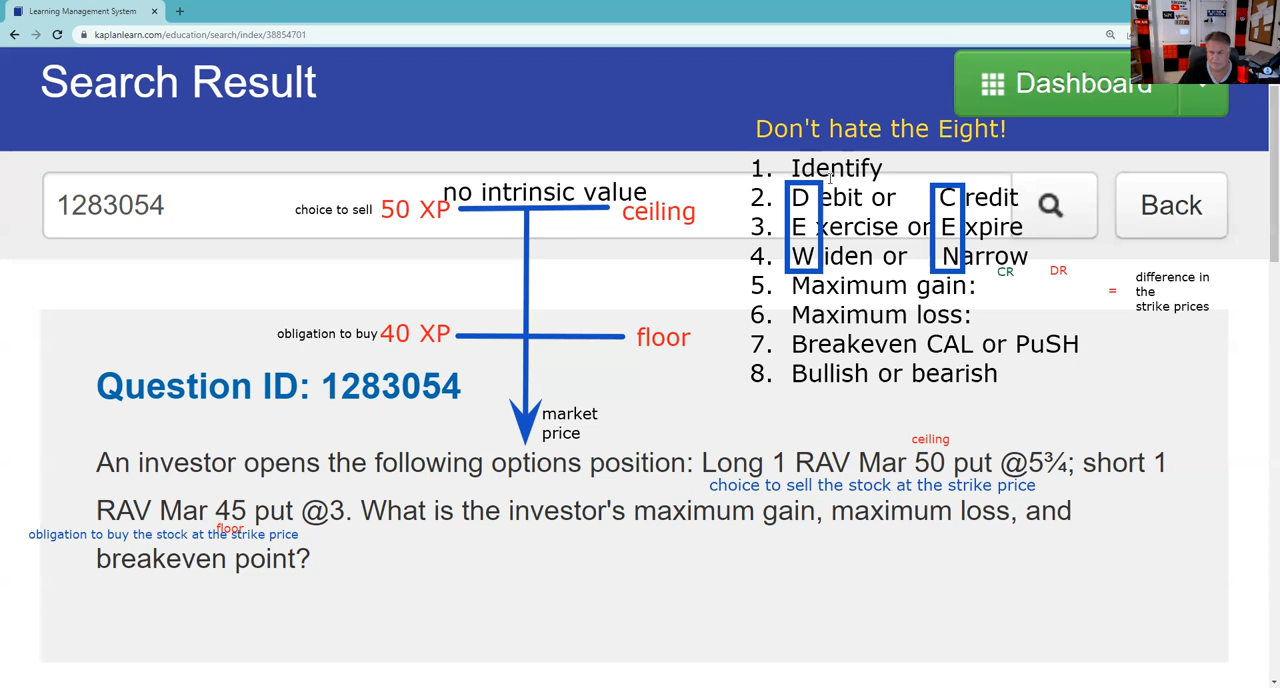 Learning Management System
kaplanlearn.com/education/search/index/38854701
Search Result
Dashboard
Don't hate the Eight!
1. Identify
1283054
choice to sell 50 XP
no intrinsic value
ceiling
2. Debit or Credit
3. Exercise or Expire
4. Widen or Narrow
Back
CR DR
5. Maximum gain:
= difference in
the
strike prices
6. Maximum loss:
obligation to buy 40 XP
floor
7. Breakeven CAL or PuSH
8. Bullish or bearish
Question ID: 1283054
market
price
ceiling
An investor opens the following options position: Long 1 RAV Mar 50 put @5¾; short 1
choice to sell the stock at the strike price
RAV Mar 45 put @3. What is the investor's maximum gain, maximum loss, and
floor
obligation to buy the stock at the strike price
breakeven point?